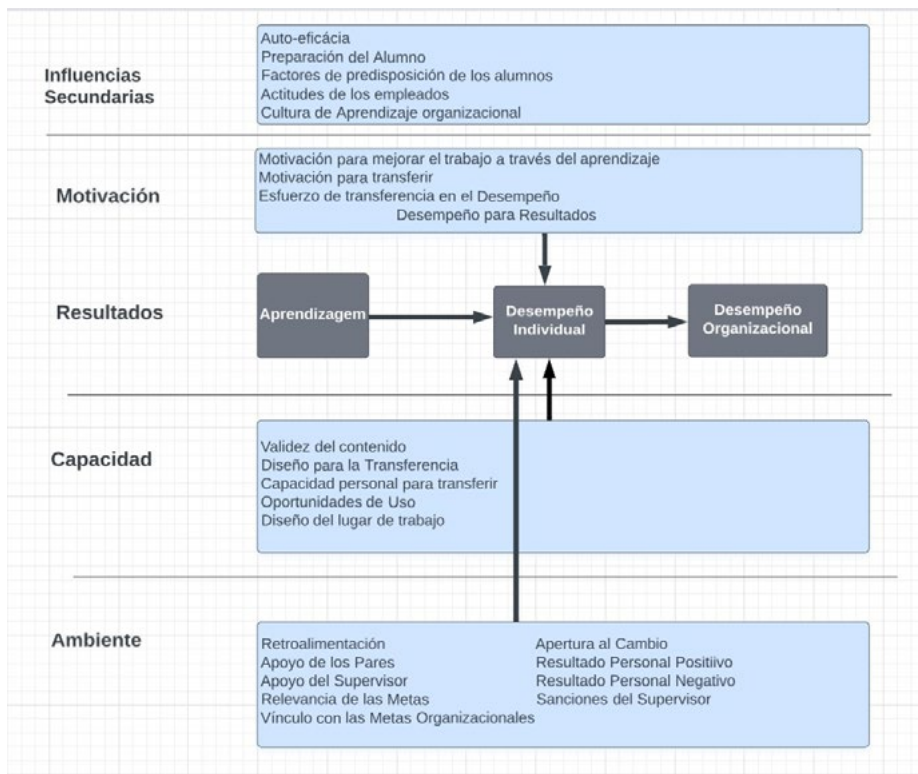 Influencias
Secundarias
Auto-eficácia
Preparación del Alumno
Factores de predisposición de los alumnos
Actitudes de los empleados
Cultura de Aprendizaje organizacional
Motivación
Motivación para mejorar el trabajo a través del aprendizaje
Motivación para transferir
Esfuerzo de transferencia en el Desempeño
Desempeño para Resultados
Resultados
Aprendizagem
Desempeño
Individual
Desempeño
Organizacional
Capacidad
Validez del contenido
Diseño para la Transferencia
Capacidad personal para transferir
Oportunidades de Uso
Diseño del lugar de trabajo
Ambiente
Retroalimentación
Apoyo de los Pares
Apoyo del Supervisor
Relevancia de las Metas
Vínculo con las Metas Organizacionales
Apertura al Cambio
Resultado Personal Positiivo
Resultado Personal Negativo
Sanciones del Supervisor